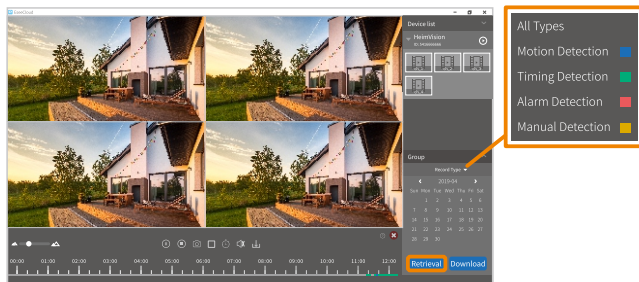 EseeCloud
Device list
HeimVision
Group
Record Type
2019-04
Sun Mon Tue Wed Thu Fri Sat
1 2 3 4 5 6
7 8 9 10 11 12 13
14 15 16 17 18 19 20
21 22 23 24 25 26 27
28 29 30
Retrieval Download
00:00 01:00 02:00 03:00 04:00 05:00 06:00 07:00 08:00 09:00 10:00 11:00 12:00
All Types
Motion Detection
Timing Detection
Alarm Detection
Manual Detection